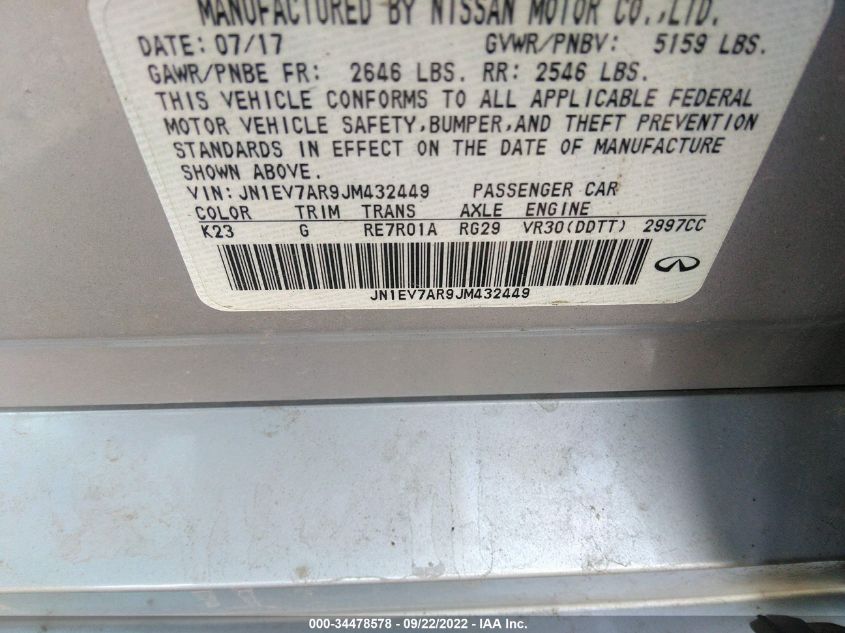 MANUFACTURED BY NISSAN MOTOR CO.,LTD.
DATE: 07/17 GVWR/PNBV: 5159 LBS.
GAWR/PNBE FR: 2646 LBS. RR: 2546 LBS.
THIS VEHICLE CONFORMS TO ALL APPLICABLE FEDERAL
MOTOR VEHICLE SAFETY,BUMPER,AND THEFT PREVENTION
STANDARDS IN EFFECT ON THE DATE OF MANUFACTURE
SHOWN ABOVE.
VIN: JN1EV7AR9JM432449 PASSENGER CAR
COLOR TRIM TRANS AXLE ENGINE
K23 G RE7R01A RG29 VR30(DDTT) 2997CC
JN1EV7AR9JM432449
000-34478578 - 09/22/2022 - IAA Inc.